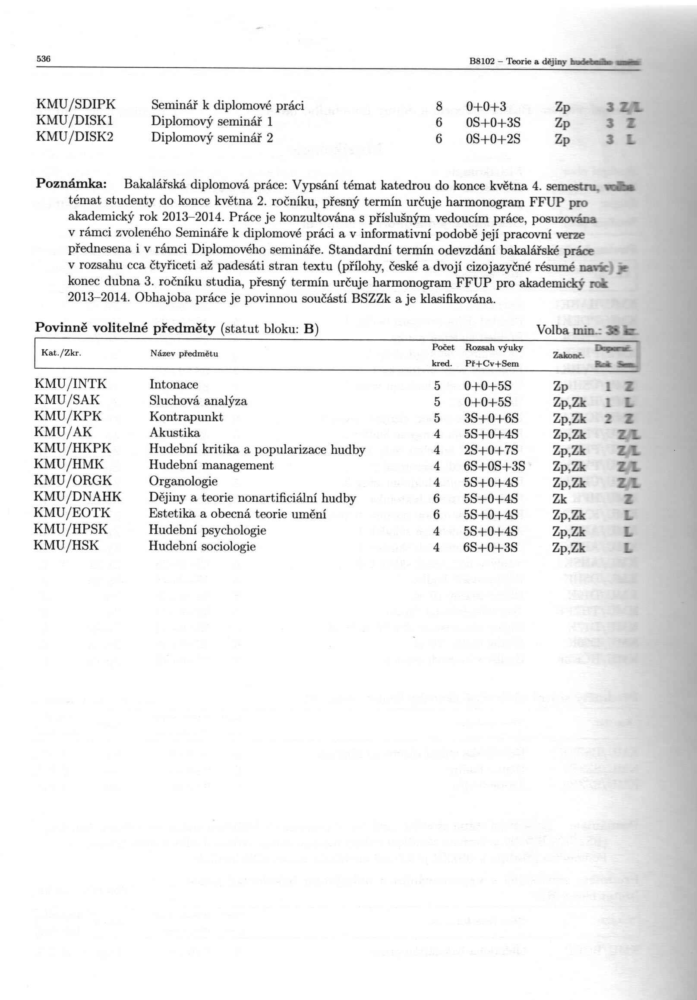 536 B8102 – Teorie a dějiny hudebního umění
KMU/SDIPK Seminář k diplomové práci 8 0+0+3 Zp 3 Z/L
KMU/DISK1 Diplomový seminář 1 6 0S+0+3S Zp 3 Z
KMU/DISK2 Diplomový seminář 2 6 0S+0+2S Zp 3 L
Poznámka: Bakalářská diplomová práce: Vypsání témat katedrou do konce května 4. semestru, volba
témat studenty do konce května 2. ročníku, přesný termín určuje harmonogram FFUP pro
akademický rok 2013–2014. Práce je konzultována s příslušným vedoucím práce, posuzována
v rámci zvoleného Semináře k diplomové práci a v informativní podobě její pracovní verze
přednesena i v rámci Diplomového semináře. Standardní termín odevzdání bakalářské práce
v rozsahu cca čtyřiceti až padesáti stran textu (přílohy, české a dvojí cizojazyčné résumé navíc) je
konec dubna 3. ročníku studia, přesný termín určuje harmonogram FFUP pro akademický rok
2013–2014. Obhajoba práce je povinnou součástí BSZZk a je klasifikována.
Povinně volitelné předměty (statut bloku: B) Volba min.: 38 kr.
Kat./Zkr. Název předmětu Počet Rozsah výuky Zakonč. Doporuč.
kred. Př+Cv+Sem Rok Sem.
KMU/INTK Intonace 5 0+0+5S Zp 1 Z
KMU/SAK Sluchová analýza 5 0+0+5S Zp,Zk 1 L
KMU/KPK Kontrapunkt 5 3S+0+6S Zp,Zk 2 Z
KMU/AK Akustika 4 5S+0+4S Zp,Zk Z/L
KMU/HKPK Hudební kritika a popularizace hudby 4 2S+0+7S Zp,Zk Z/L
KMU/HMK Hudební management 4 6S+0S+3S Zp,Zk Z/L
KMU/ORGK Organologie 4 5S+0+4S Zp,Zk Z/L
KMU/DNAHK Dějiny a teorie nonartificiální hudby 6 5S+0+4S Zk Z
KMU/EOTK Estetika a obecná teorie umění 6 5S+0+4S Zp,Zk L
KMU/HPSK Hudební psychologie 4 5S+0+4S Zp,Zk L
KMU/HSK Hudební sociologie 4 6S+0+3S Zp,Zk L